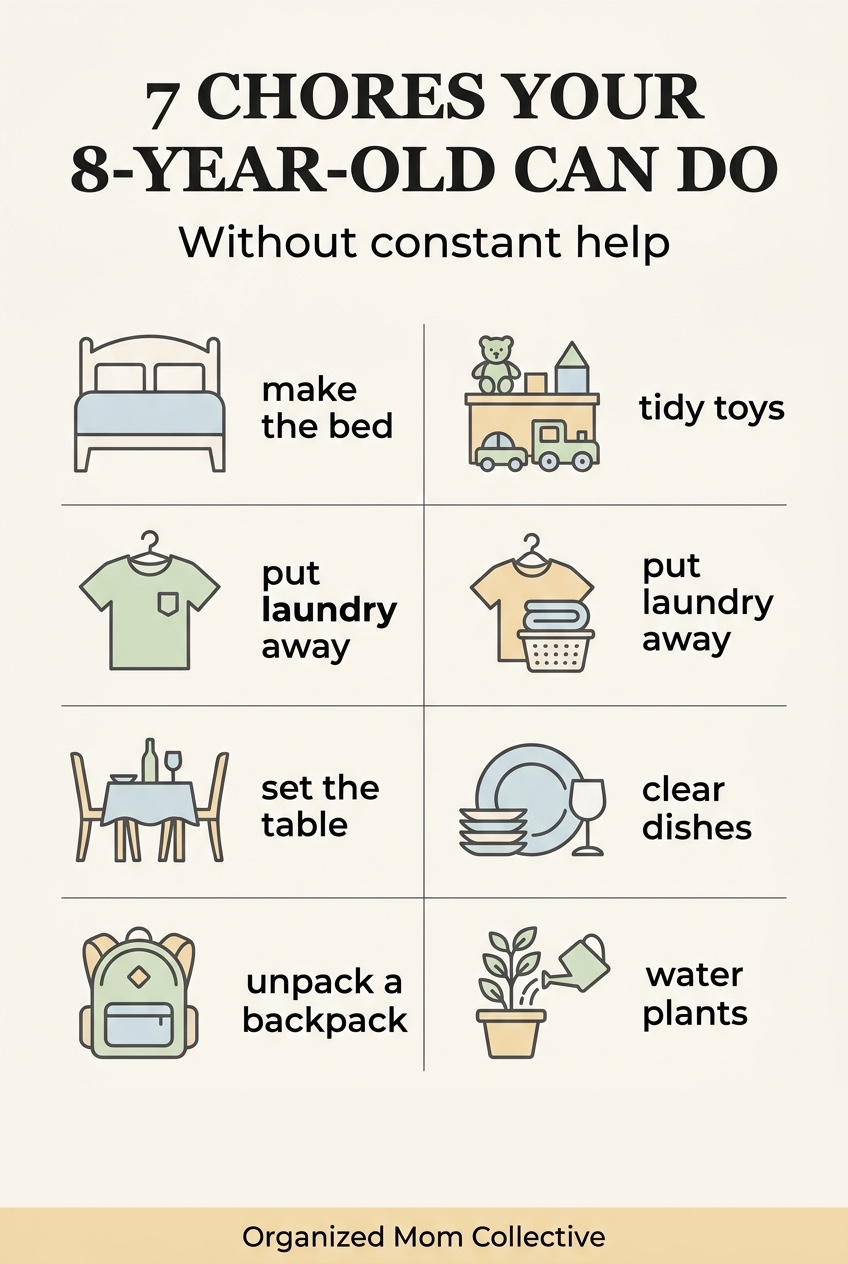 7 CHORES YOUR
8-YEAR-OLD CAN DO
Without constant help
make
the bed
tidy toys
put
laundry
away
put
laundry
away
set the
table
clear
dishes
unpack a
backpack
water
plants
Organized Mom Collective